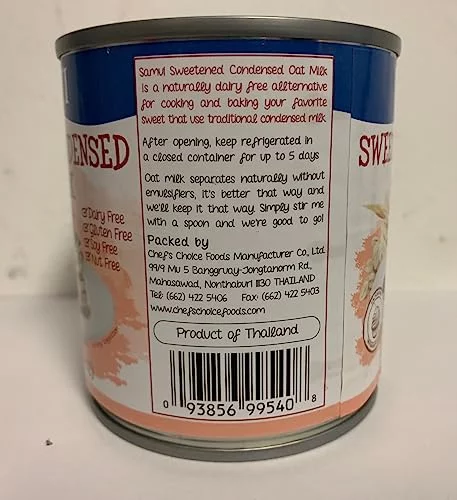 Samui Sweetened Condensed Oat Milk
is a naturally dairy free allternative
for cooking and baking your favorite
sweet that use traditional condensed milk
After opening, keep refrigerated in
a closed container for up to 5 days
Oat milk separates naturally without
emulsifiers, it's better that way and
we'll keep it that way. Simply stir me
with a spoon and we're good to go!
Packed by
Chef's Choice Foods Manufacturer Co., Ltd.
99/9 Mu 5 Banggruay-Jongtanorm Rd.,
Mahasawad, Nonthaburi 11130 THAILAND
Tel: (662) 422 5406 Fax: (662) 422 5403
www.chefschoicefoods.com
Product of Thailand
0 93856 99540 8
DENSED
Dairy Free
Gluten Free
Soy Free
Nut Free
SWEE